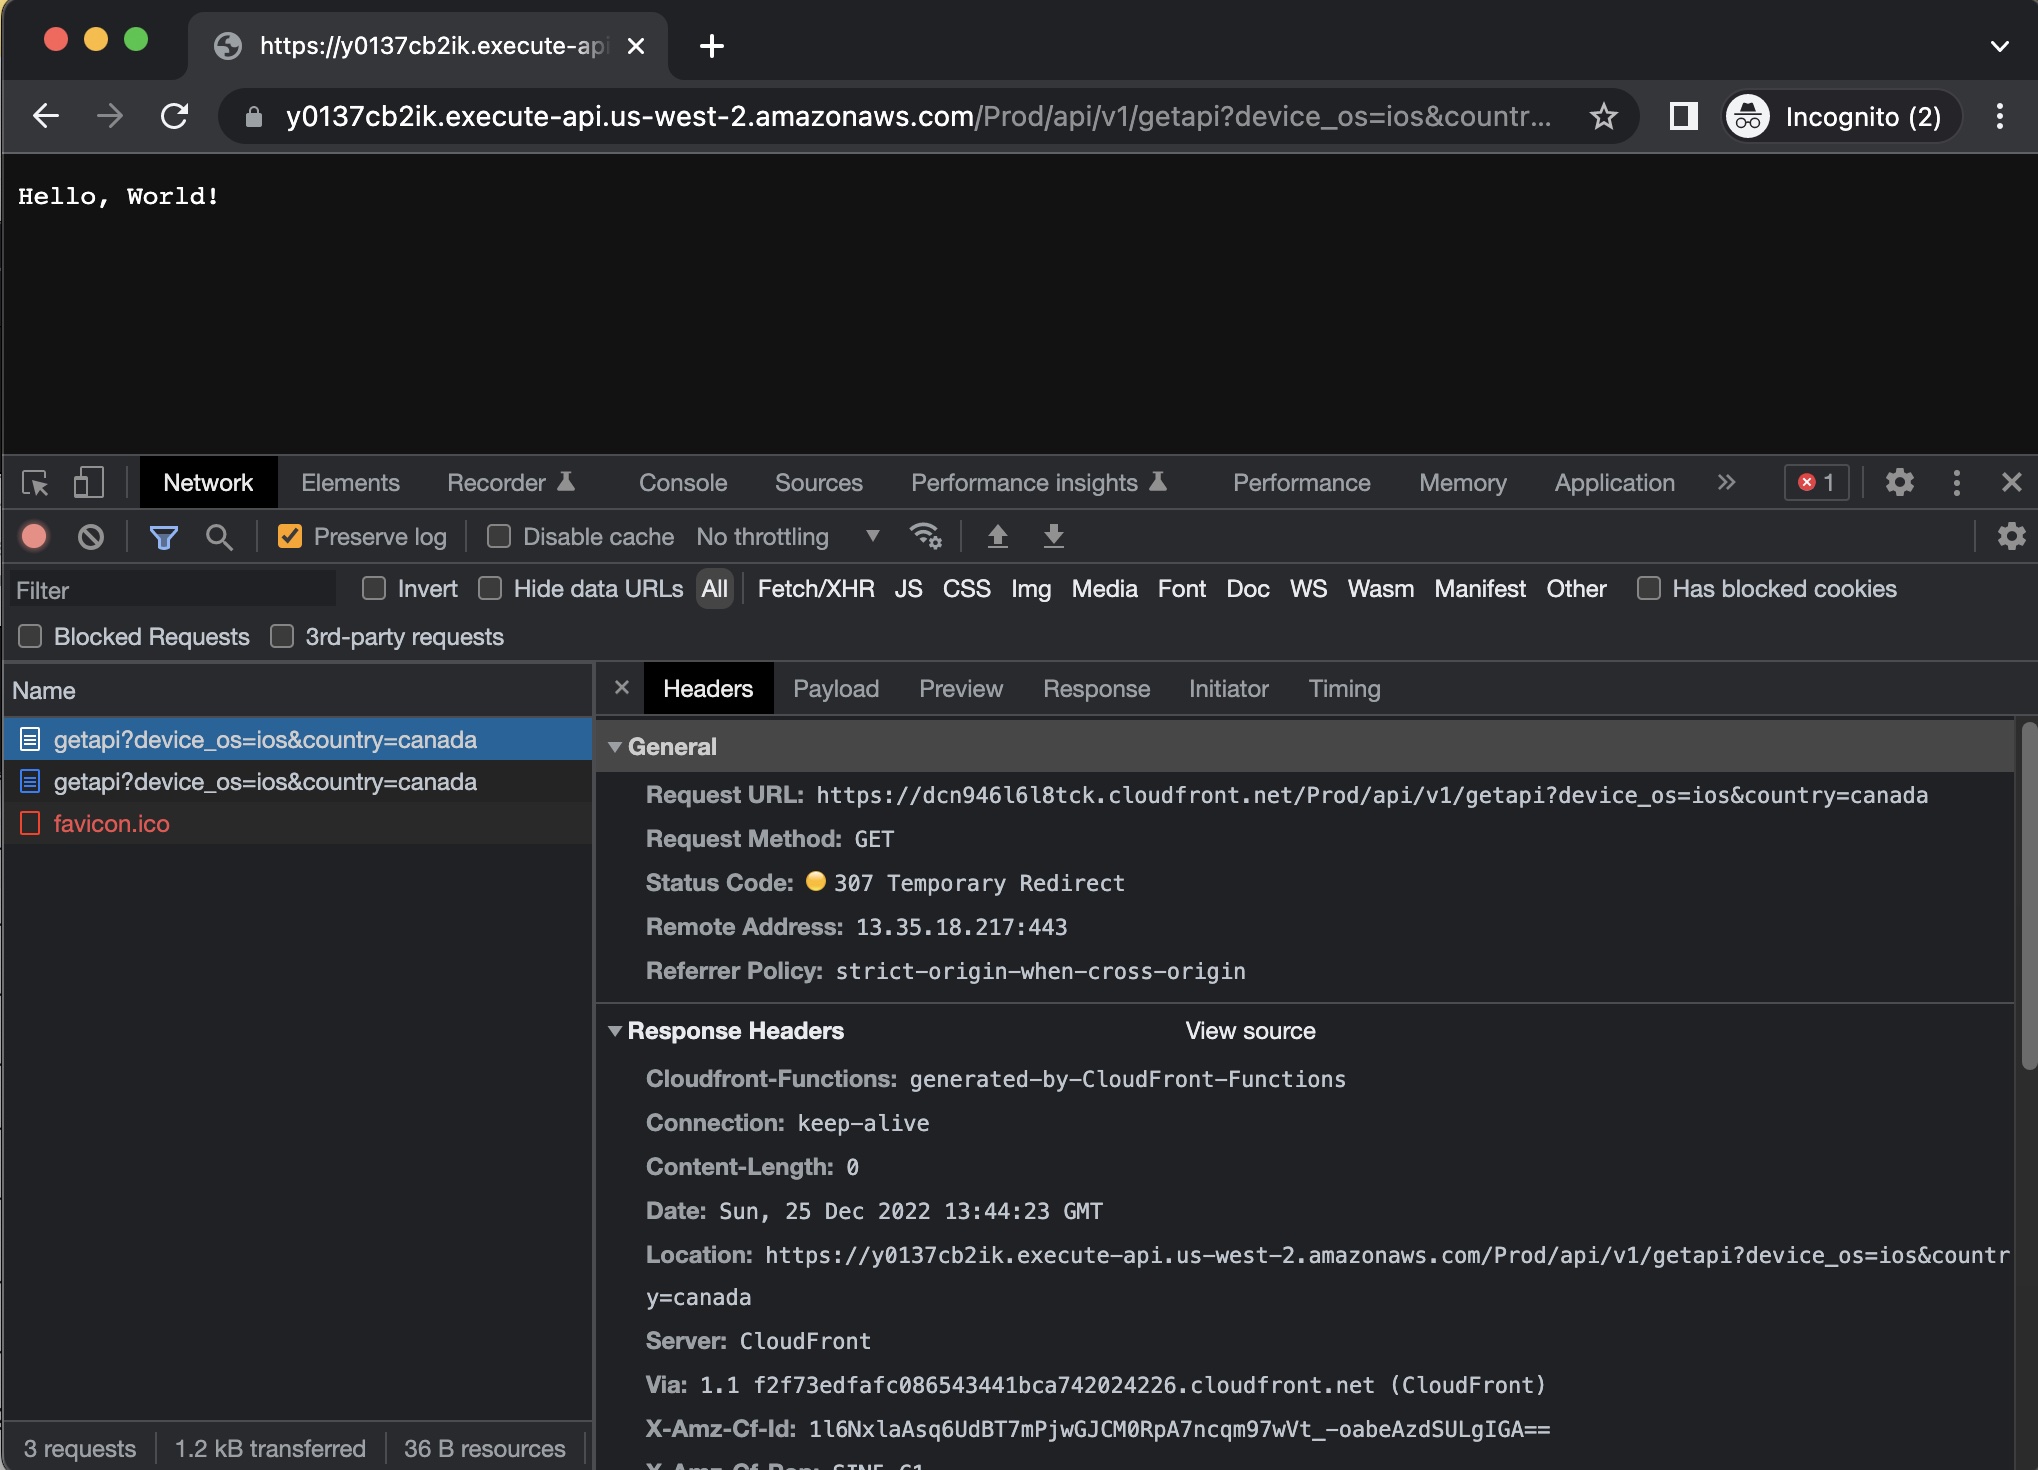 https://y0137cb2ik.execute-api
y0137cb2ik.execute-api.us-west-2.amazonaws.com/Prod/api/v1/getapi?device_os=ios&countr...
Incognito (2)
Hello, World!
Network Elements Recorder Console Sources Performance insights Performance Memory Application 1
Preserve log Disable cache No throttling
Filter Invert Hide data URLs All Fetch/XHR JS CSS Img Media Font Doc WS Wasm Manifest Other Has blocked cookies
Blocked Requests 3rd-party requests
Name
getapi?device_os=ios&country=canada
getapi?device_os=ios&country=canada
favicon.ico
Headers Payload Preview Response Initiator Timing
General
Request URL: https://dcn946l6l8tck.cloudfront.net/Prod/api/v1/getapi?device_os=ios&country=canada
Request Method: GET
Status Code: 307 Temporary Redirect
Remote Address: 13.35.18.217:443
Referrer Policy: strict-origin-when-cross-origin
Response Headers View source
Cloudfront-Functions: generated-by-CloudFront-Functions
Connection: keep-alive
Content-Length: 0
Date: Sun, 25 Dec 2022 13:44:23 GMT
Location: https://y0137cb2ik.execute-api.us-west-2.amazonaws.com/Prod/api/v1/getapi?device_os=ios&countr
y=canada
Server: CloudFront
Via: 1.1 f2f73edfafc086543441bca742024226.cloudfront.net (CloudFront)
X-Amz-Cf-Id: 1l6NxlaAsq6UdBT7mPjwGJCM0RpA7ncqm97wVt_-oabeAzdSULgIGA==
3 requests 1.2 kB transferred 36 B resources